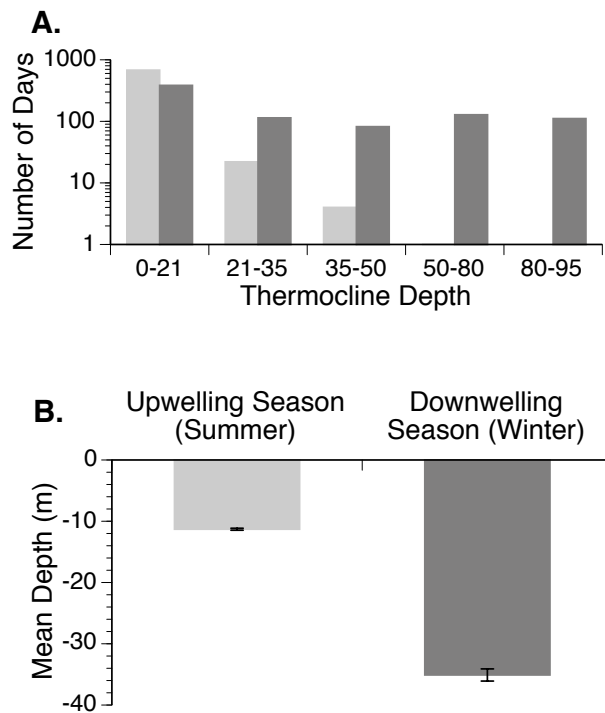 A.
Number of Days
1000
100
10
1
0-21 21-35 35-50 50-80 80-95
Thermocline Depth
B.
Upwelling Season
(Summer)
Downwelling
Season (Winter)
Mean Depth (m)
0
-10
-20
-30
-40